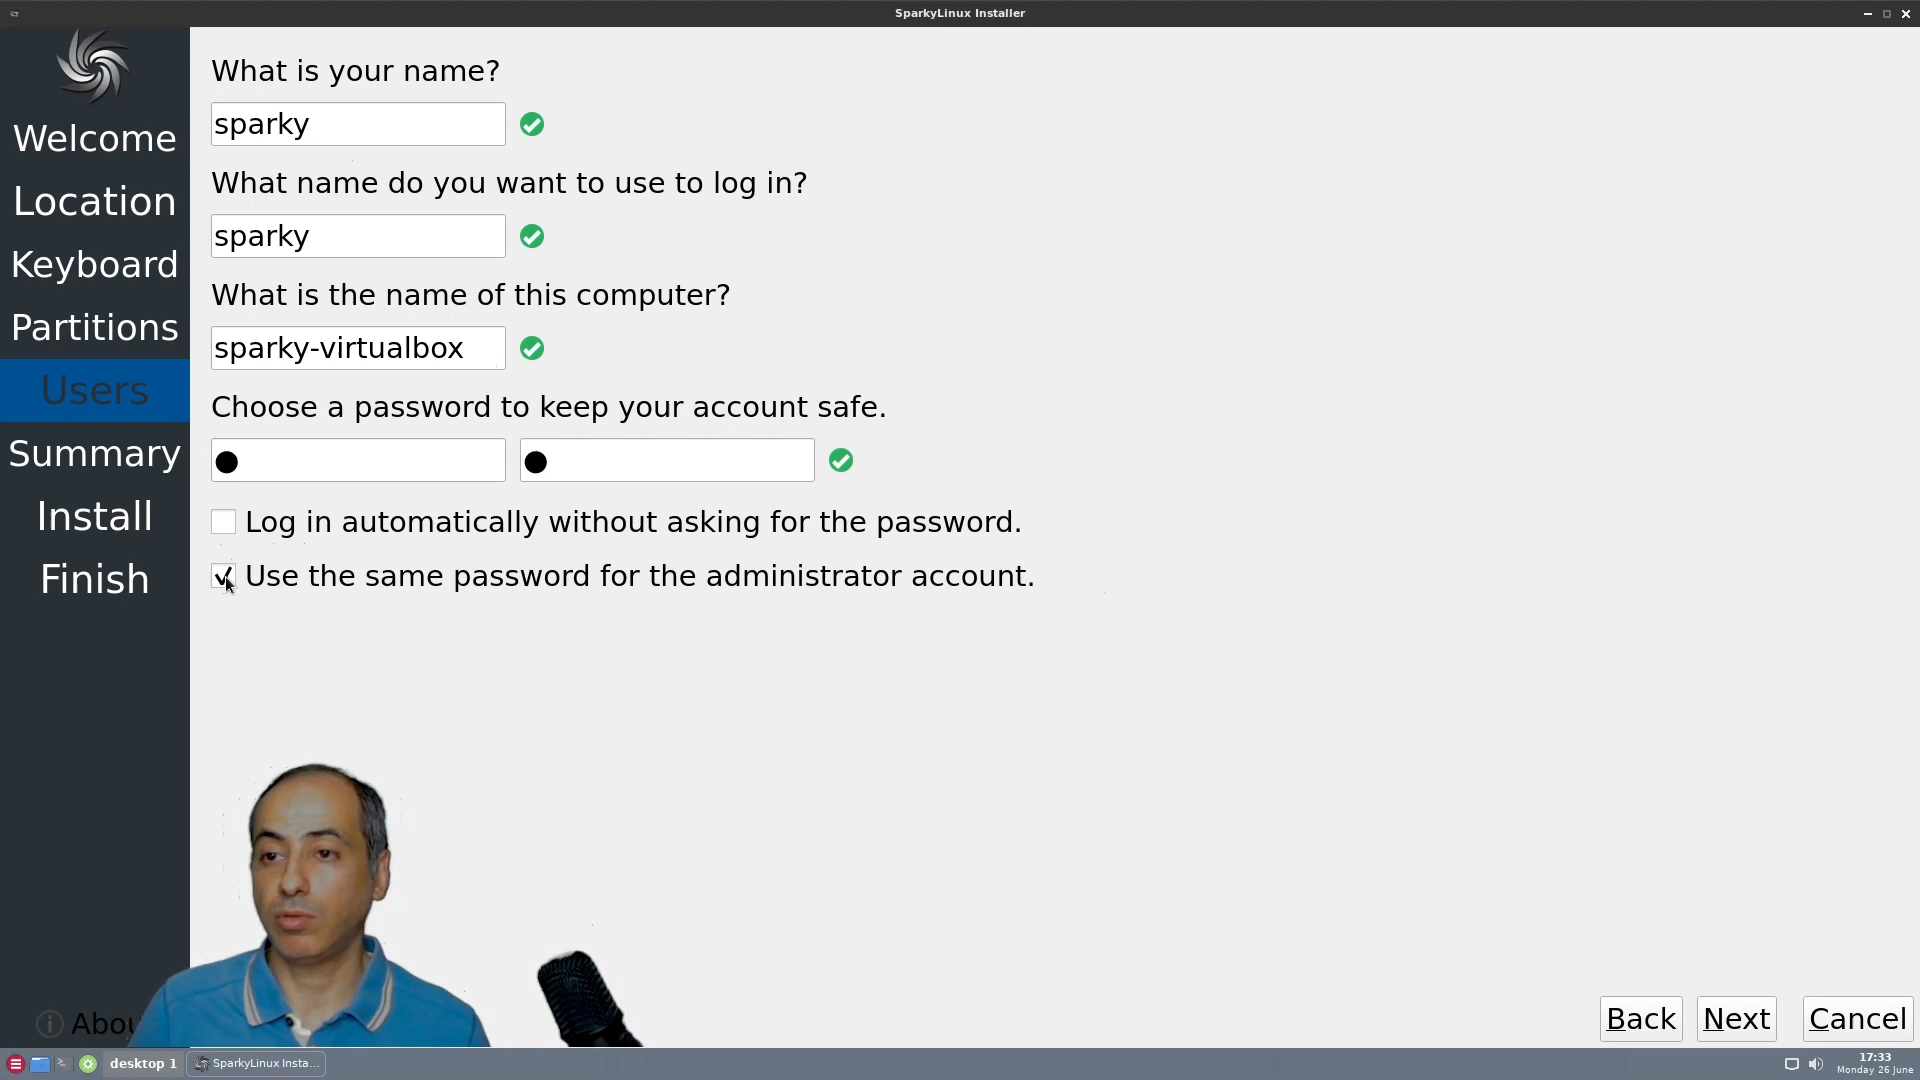 SparkyLinux Installer
Welcome
Location
Keyboard
Partitions
Users
Summary
Install
Finish
What is your name?
sparky
What name do you want to use to log in?
sparky
What is the name of this computer?
sparky-virtualbox
Choose a password to keep your account safe.
Log in automatically without asking for the password.
Use the same password for the administrator account.
Abou
Back Next Cancel
desktop 1 SparkyLinux Insta...
17:33
Monday 26 June